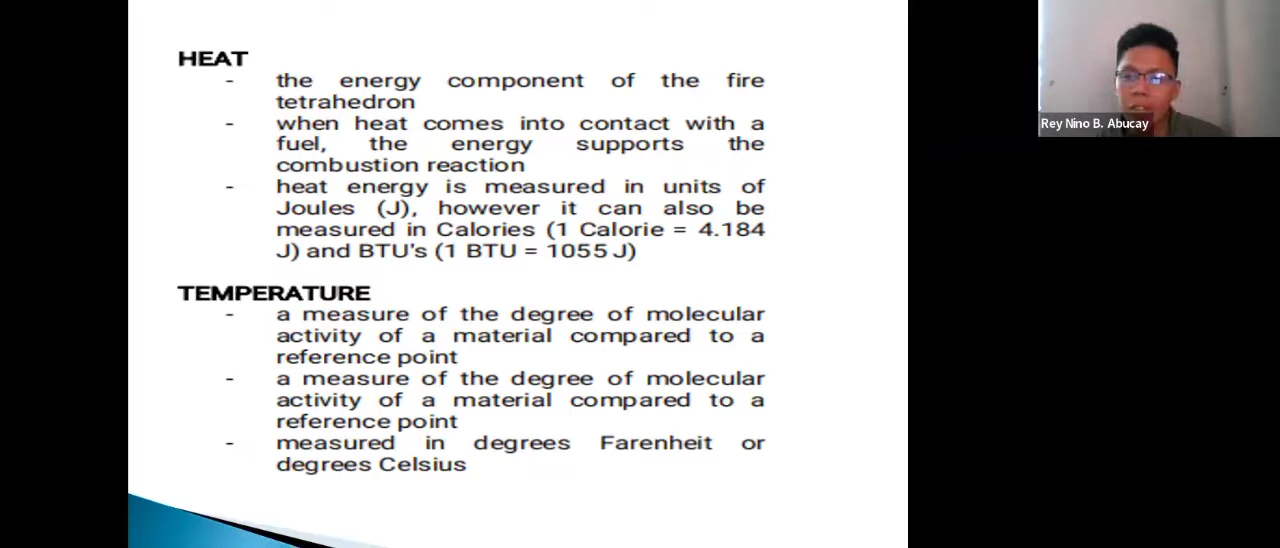 HEAT
- the energy component of the fire
tetrahedron
- when heat comes into contact with a
fuel, the energy supports the
combustion reaction
- heat energy is measured in units of
Joules (J), however it can also be
measured in Calories (1 Calorie = 4.184
J) and BTU's (1 BTU = 1055 J)
TEMPERATURE
- a measure of the degree of molecular
activity of a material compared to a
reference point
- a measure of the degree of molecular
activity of a material compared to a
reference point
- measured in degrees Farenheit or
degrees Celsius
Rey Nino B. Abucay